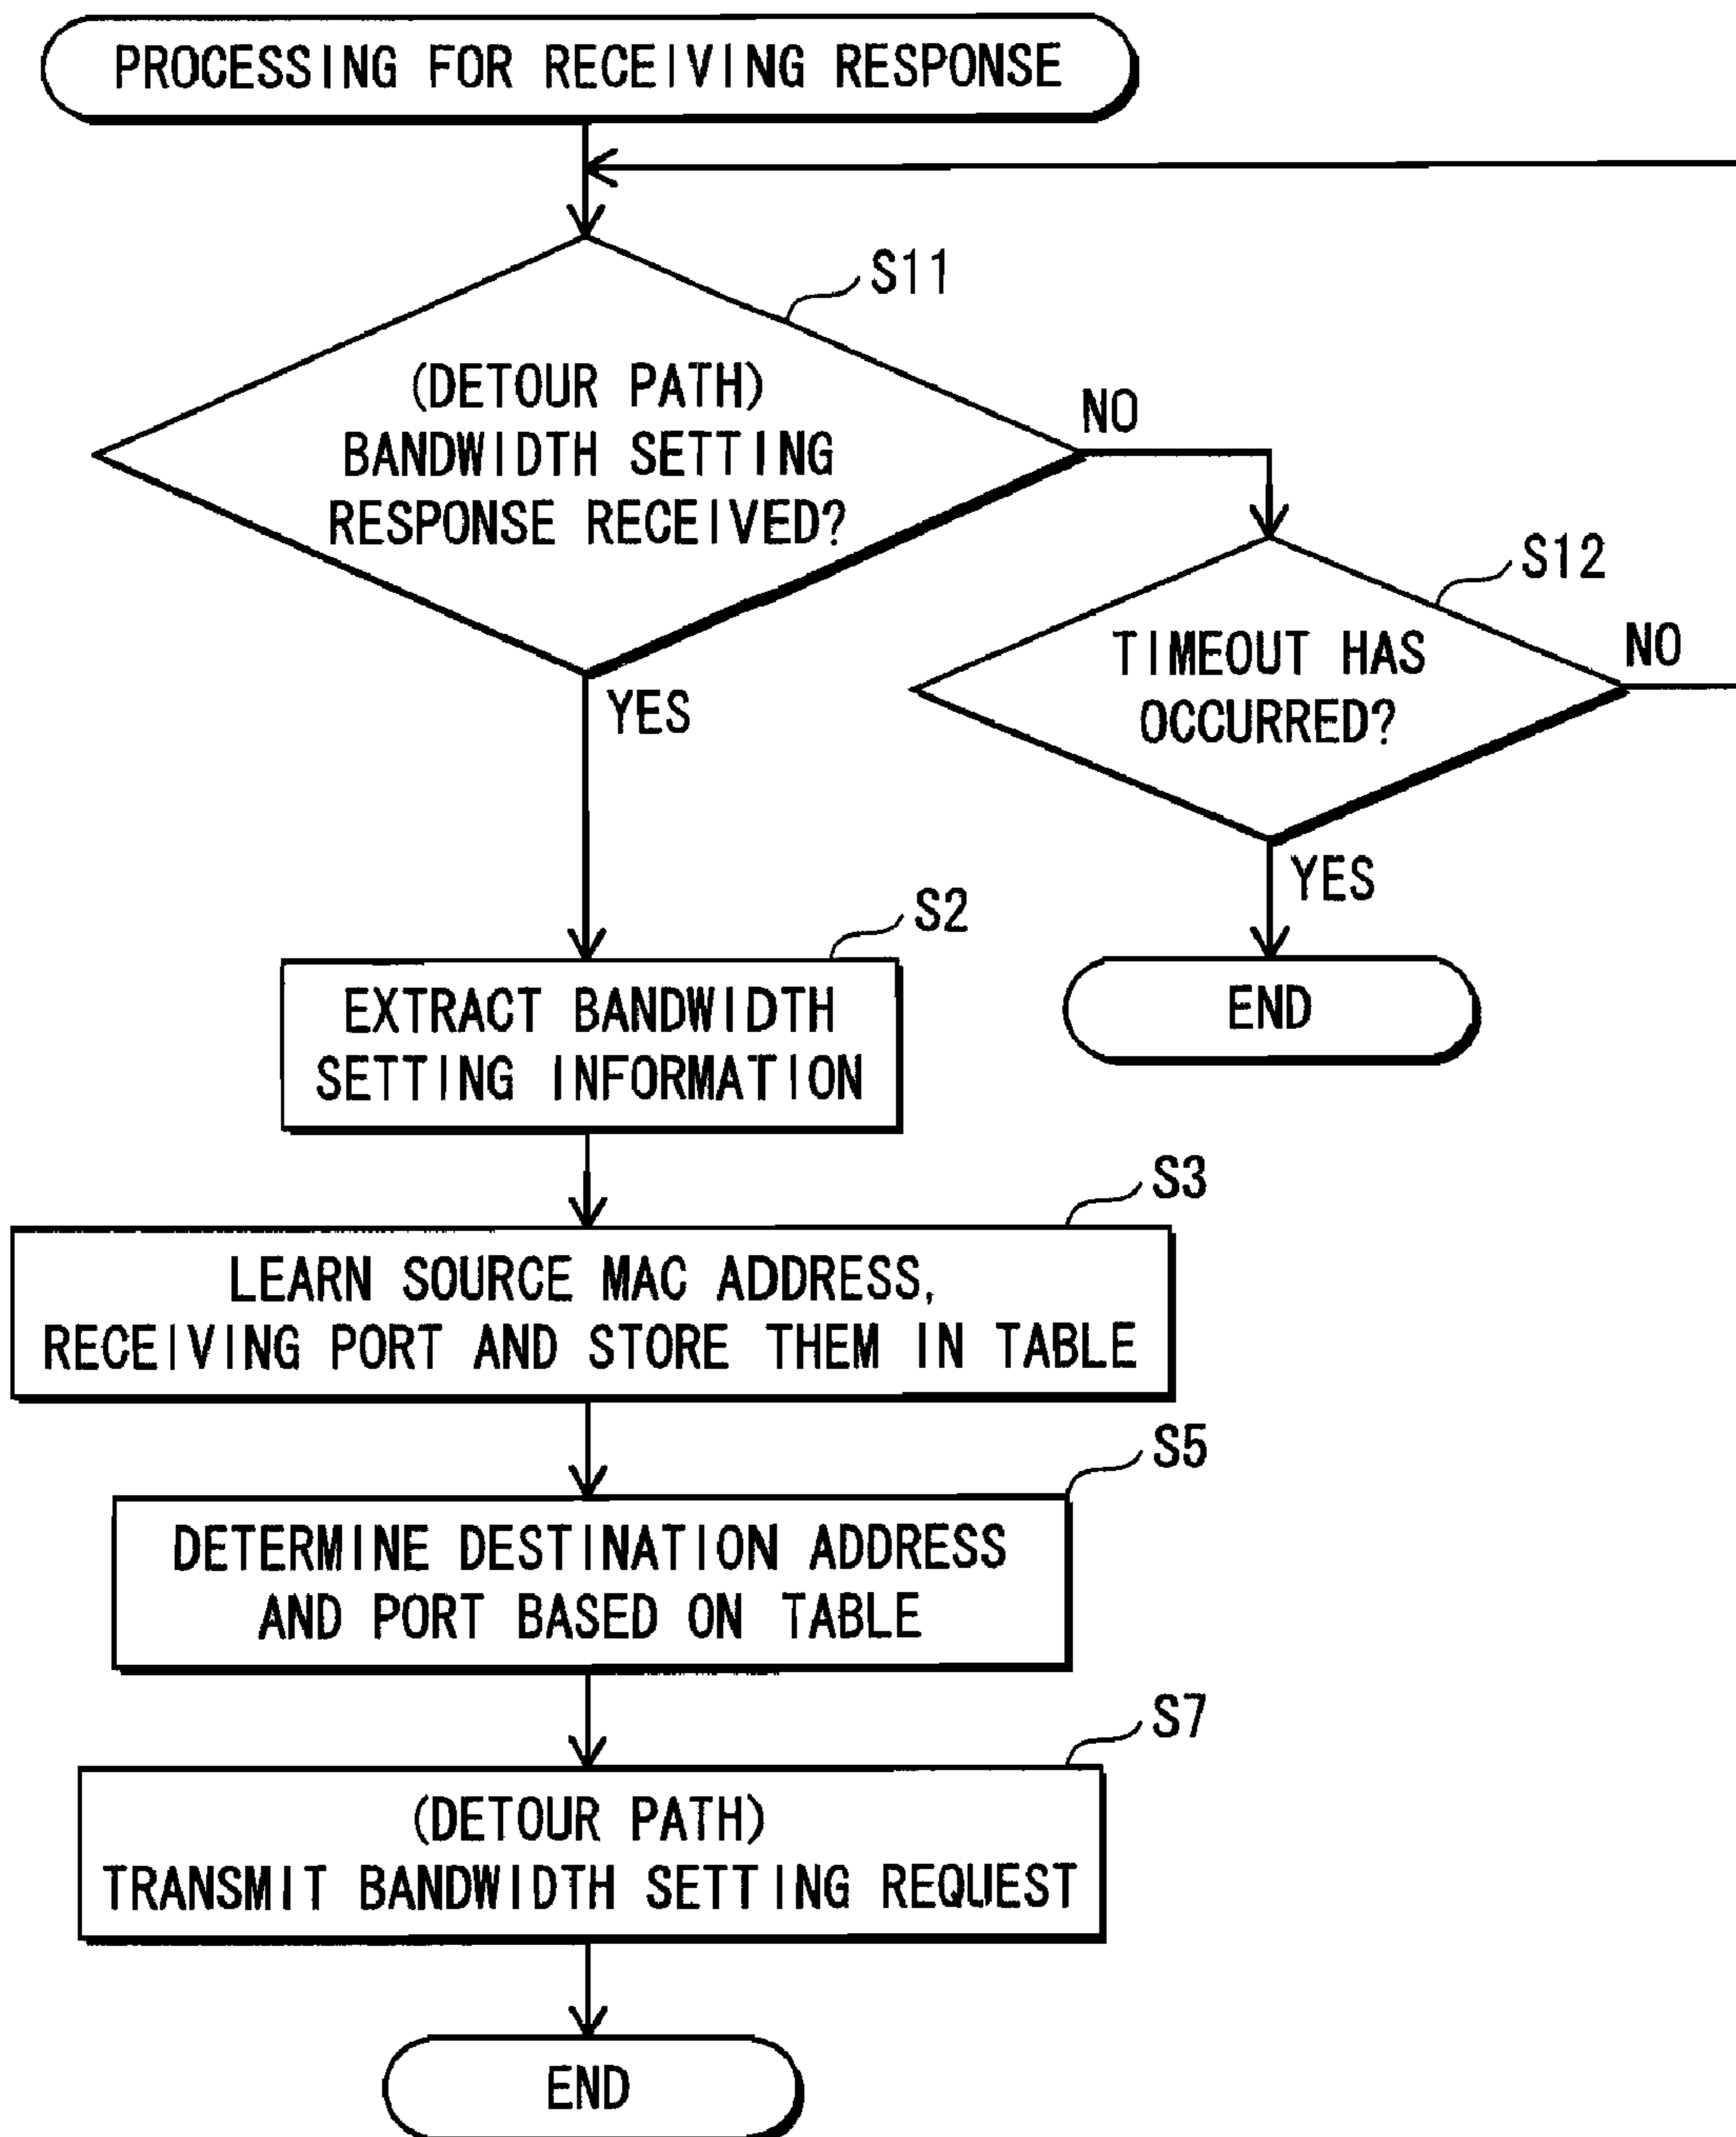 PROCESSING FOR RECEIVING RESPONSE
S11
(DETOUR PATH)
BANDWIDTH SETTING
RESPONSE RECEIVED?
NO
YES
S12
TIMEOUT HAS
OCCURRED?
NO
YES
END
S2
EXTRACT BANDWIDTH
SETTING INFORMATION
S3
LEARN SOURCE MAC ADDRESS,
RECEIVING PORT AND STORE THEM IN TABLE
S5
DETERMINE DESTINATION ADDRESS
AND PORT BASED ON TABLE
S7
(DETOUR PATH)
TRANSMIT BANDWIDTH SETTING REQUEST
END